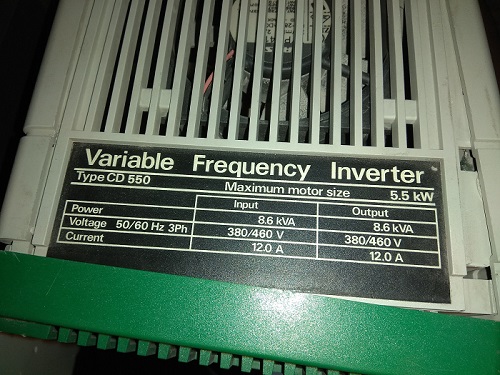 Variable Frequency Inverter
Type CD 550 Maximum motor size 5.5 kW
Input Output
Power 8.6 kVA 8.6 kVA
Voltage 50/60 Hz 3Ph 380/460 V 380/460 V
Current 12.0 A 12.0 A